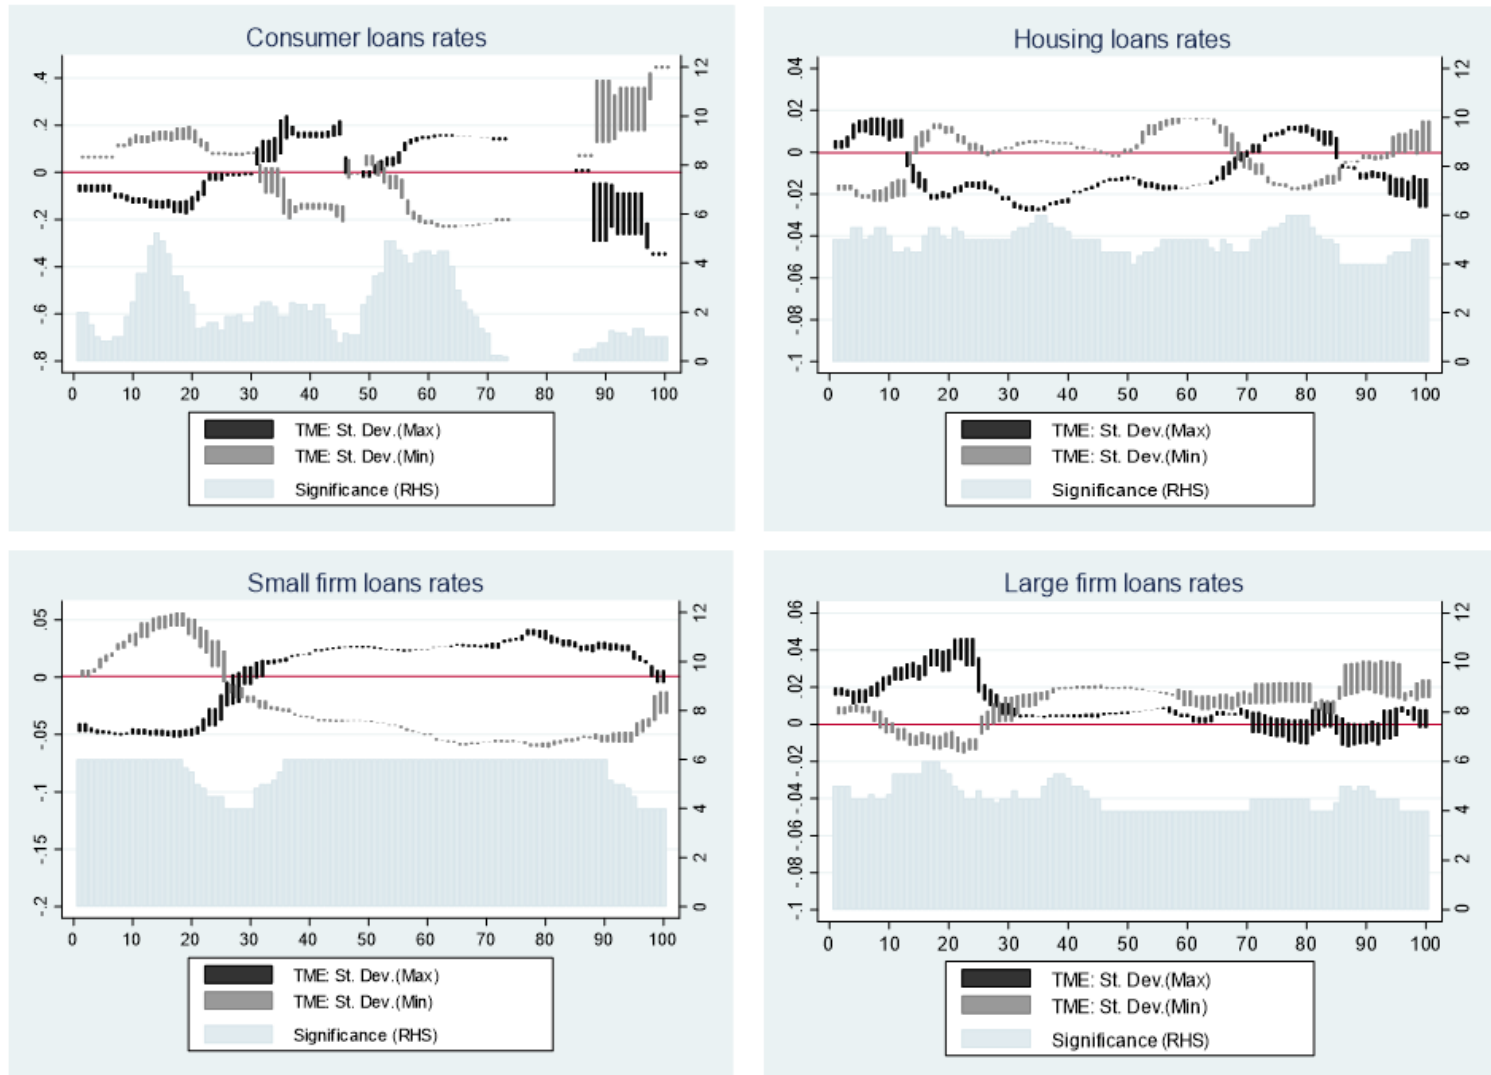 Consumer loans rates
.4
.2
0
-.2
-.4
-.6
-.8
12
10
8
6
4
2
0
0 10 20 30 40 50 60 70 80 90 100
TME: St. Dev.(Max)
TME: St. Dev.(Min)
Significance (RHS)
Housing loans rates
.04
.02
0
-.02
-.04
-.06
-.08
-.1
12
10
8
6
4
2
0
0 10 20 30 40 50 60 70 80 90 100
TME: St. Dev.(Max)
TME: St. Dev.(Min)
Significance (RHS)
Small firm loans rates
.05
0
-.05
-.1
-.15
-.2
12
10
8
6
4
2
0
0 10 20 30 40 50 60 70 80 90 100
TME: St. Dev.(Max)
TME: St. Dev.(Min)
Significance (RHS)
Large firm loans rates
.06
.04
.02
0
-.02
-.04
-.06
-.08
-.1
12
10
8
6
4
2
0
0 10 20 30 40 50 60 70 80 90 100
TME: St. Dev.(Max)
TME: St. Dev.(Min)
Significance (RHS)